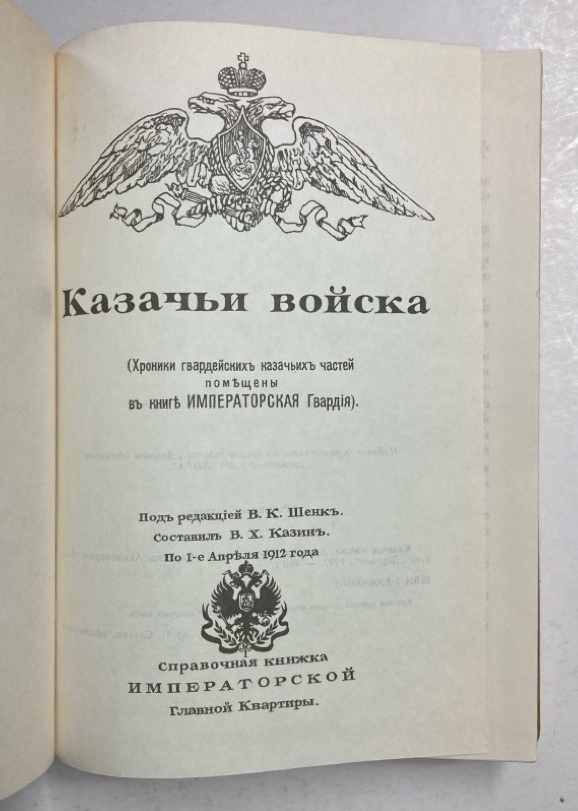 Казачьи войска
(Хроники гвардейскихъ казачьихъ частей
помѣщены
въ книгѣ ИМПЕРАТОРСКАЯ Гвардія).
Подъ редакціей В. К. Шенкъ.
Составилъ В. Х. Казинъ.
По 1-е Апрѣля 1912 года
Справочная книжка
ИМПЕРАТОРСКОЙ
Главной Квартиры.